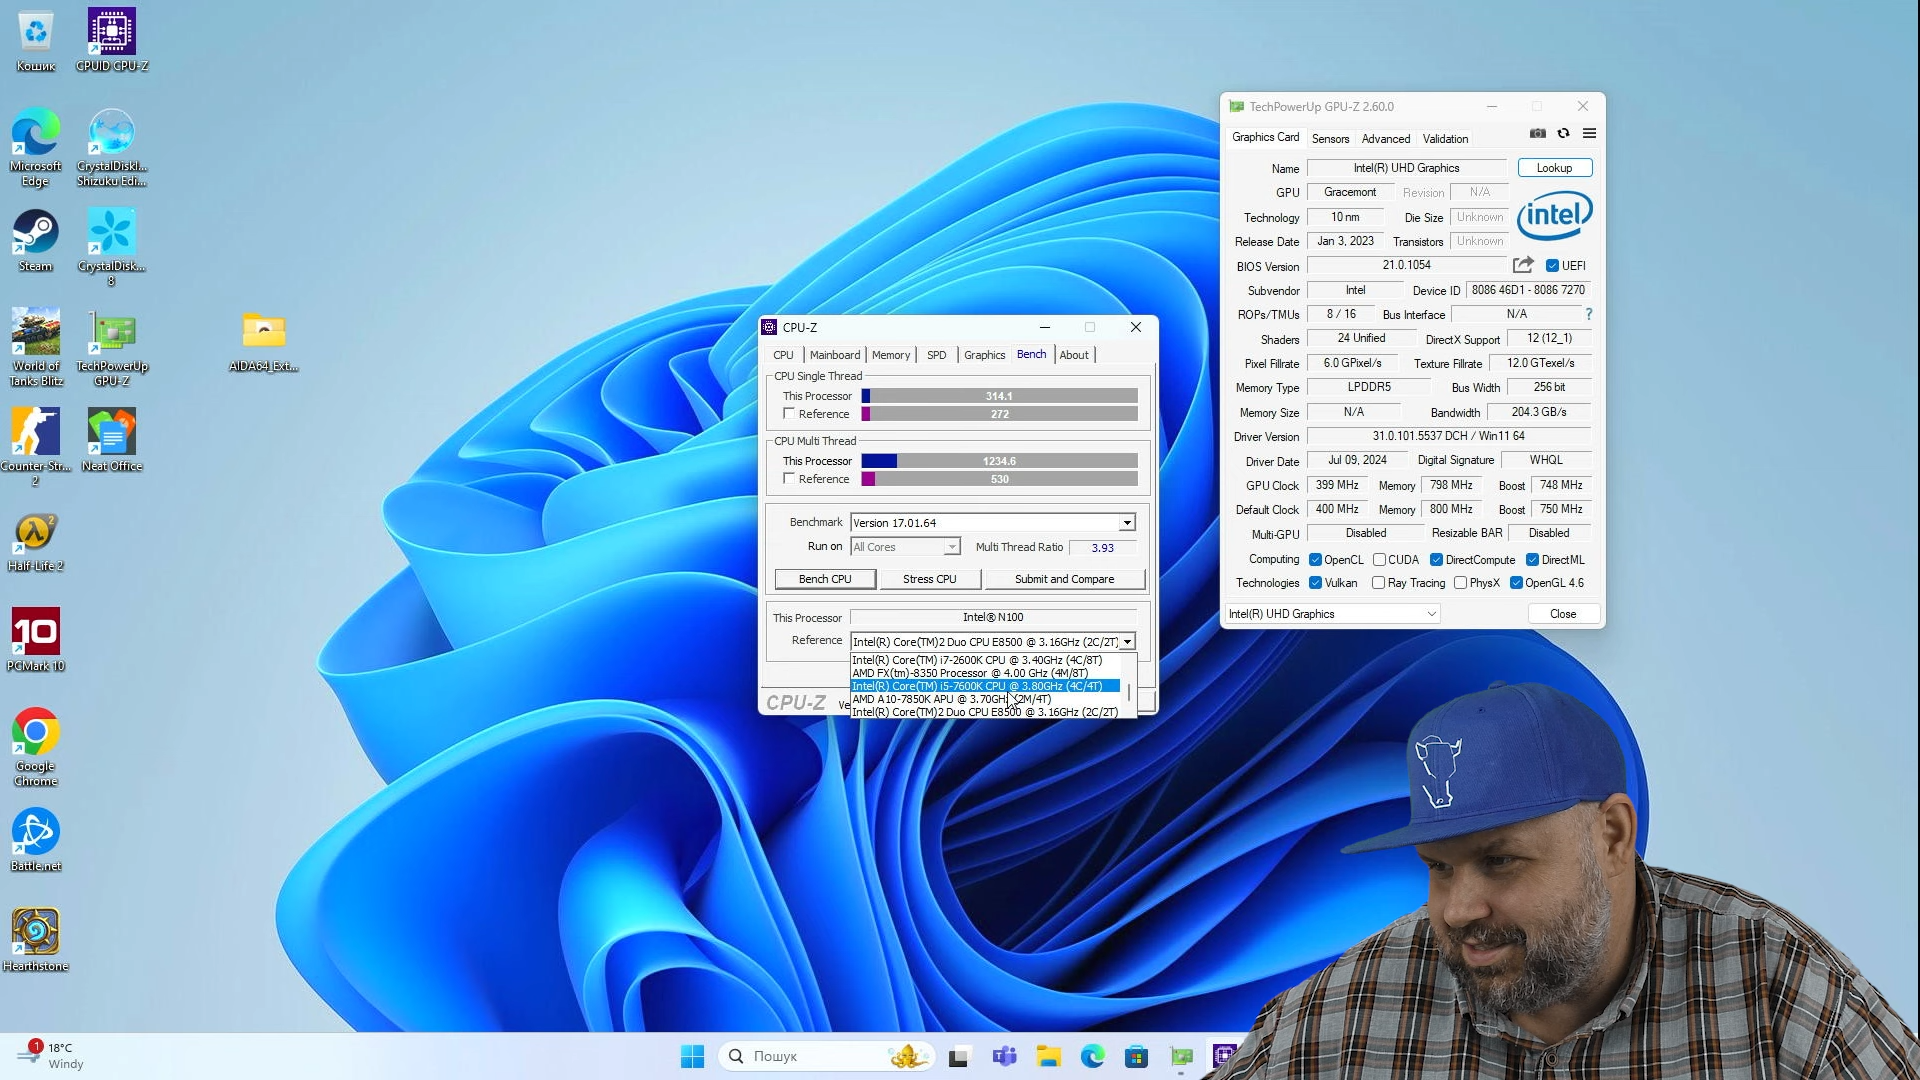 Кошик
CPUID CPU-Z
Microsoft
Edge
CrystalDiskI...
Shizuku Edi...
Steam
CrystalDisk...
8
World of
Tanks Blitz
TechPowerUp
GPU-Z
AIDA64_Ext...
Counter-Str...
2
Neat Office
Half-Life 2
10
PCMark 10
Google
Chrome
Battle.net
Hearthstone
CPU-Z
CPU
Mainboard
Memory
SPD
Graphics
Bench
About
CPU Single Thread
This Processor
314.1
Reference
272
CPU Multi Thread
This Processor
1234.6
Reference
530
Benchmark
Version 17.01.64
Run on
All Cores
Multi Thread Ratio
3.93
Bench CPU
Stress CPU
Submit and Compare
This Processor
Intel® N100
Reference
Intel(R) Core(TM)2 Duo CPU E8500 @ 3.16GHz (2C/2T)
Intel(R) Core(TM) i7-2600K CPU @ 3.40GHz (4C/8T)
AMD FX(tm)-8350 Processor @ 4.00 GHz (4M/8T)
Intel(R) Core(TM) i5-7600K CPU @ 3.80GHz (4C/4T)
AMD A10-7850K APU @ 3.70GHz (2M/4T)
Intel(R) Core(TM)2 Duo CPU E8500 @ 3.16GHz (2C/2T)
CPU-Z
TechPowerUp GPU-Z 2.60.0
Graphics Card
Sensors
Advanced
Validation
Name
Intel(R) UHD Graphics
Lookup
GPU
Gracemont
Revision
N/A
intel
Technology
10 nm
Die Size
Unknown
Release Date
Jan 3, 2023
Transistors
Unknown
BIOS Version
21.0.1054
UEFI
Subvendor
Intel
Device ID
8086 46D1 - 8086 7270
ROPs/TMUs
8 / 16
Bus Interface
N/A
?
Shaders
24 Unified
DirectX Support
12 (12_1)
Pixel Fillrate
6.0 GPixel/s
Texture Fillrate
12.0 GTexel/s
Memory Type
LPDDR5
Bus Width
256 bit
Memory Size
N/A
Bandwidth
204.3 GB/s
Driver Version
31.0.101.5537 DCH / Win11 64
Driver Date
Jul 09, 2024
Digital Signature
WHQL
GPU Clock
399 MHz
Memory
798 MHz
Boost
748 MHz
Default Clock
400 MHz
Memory
800 MHz
Boost
750 MHz
Multi-GPU
Disabled
Resizable BAR
Disabled
Computing
OpenCL
CUDA
DirectCompute
DirectML
Technologies
Vulkan
Ray Tracing
PhysX
OpenGL 4.6
Intel(R) UHD Graphics
Close
1
18°C
Windy
Пошук